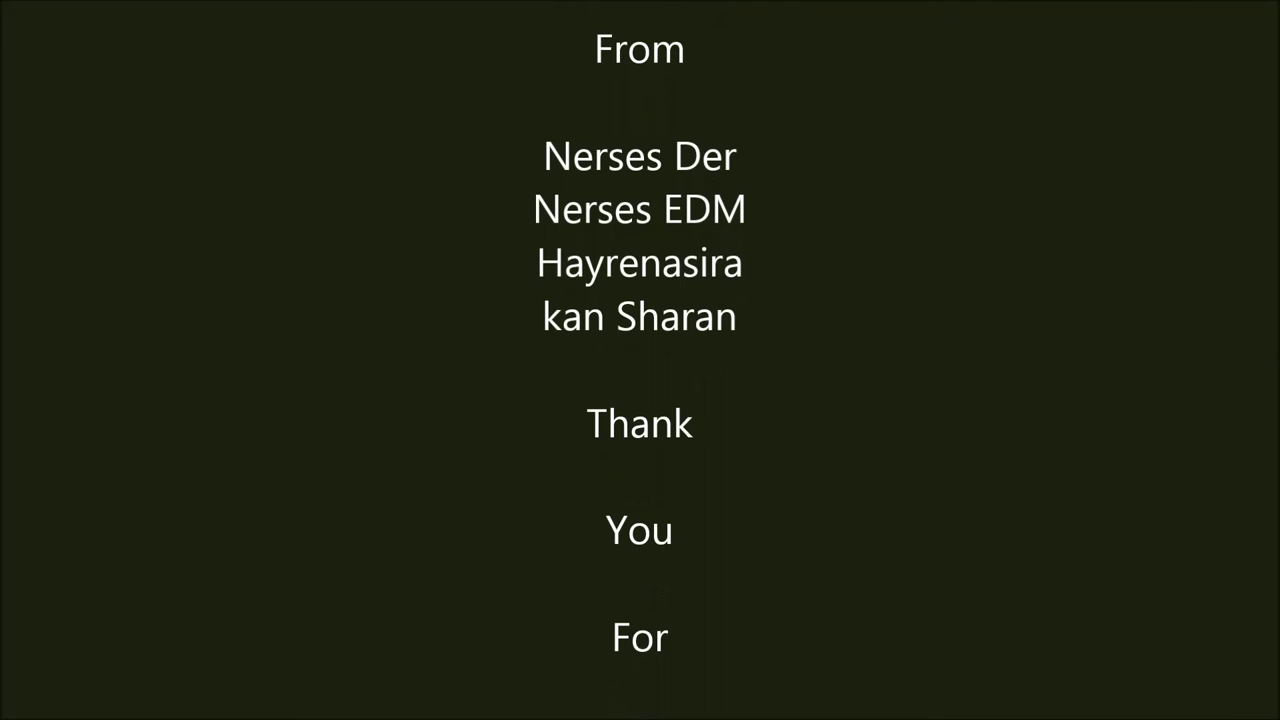 From
Nerses Der
Nerses EDM
Hayrenasira
kan Sharan
Thank
You
For